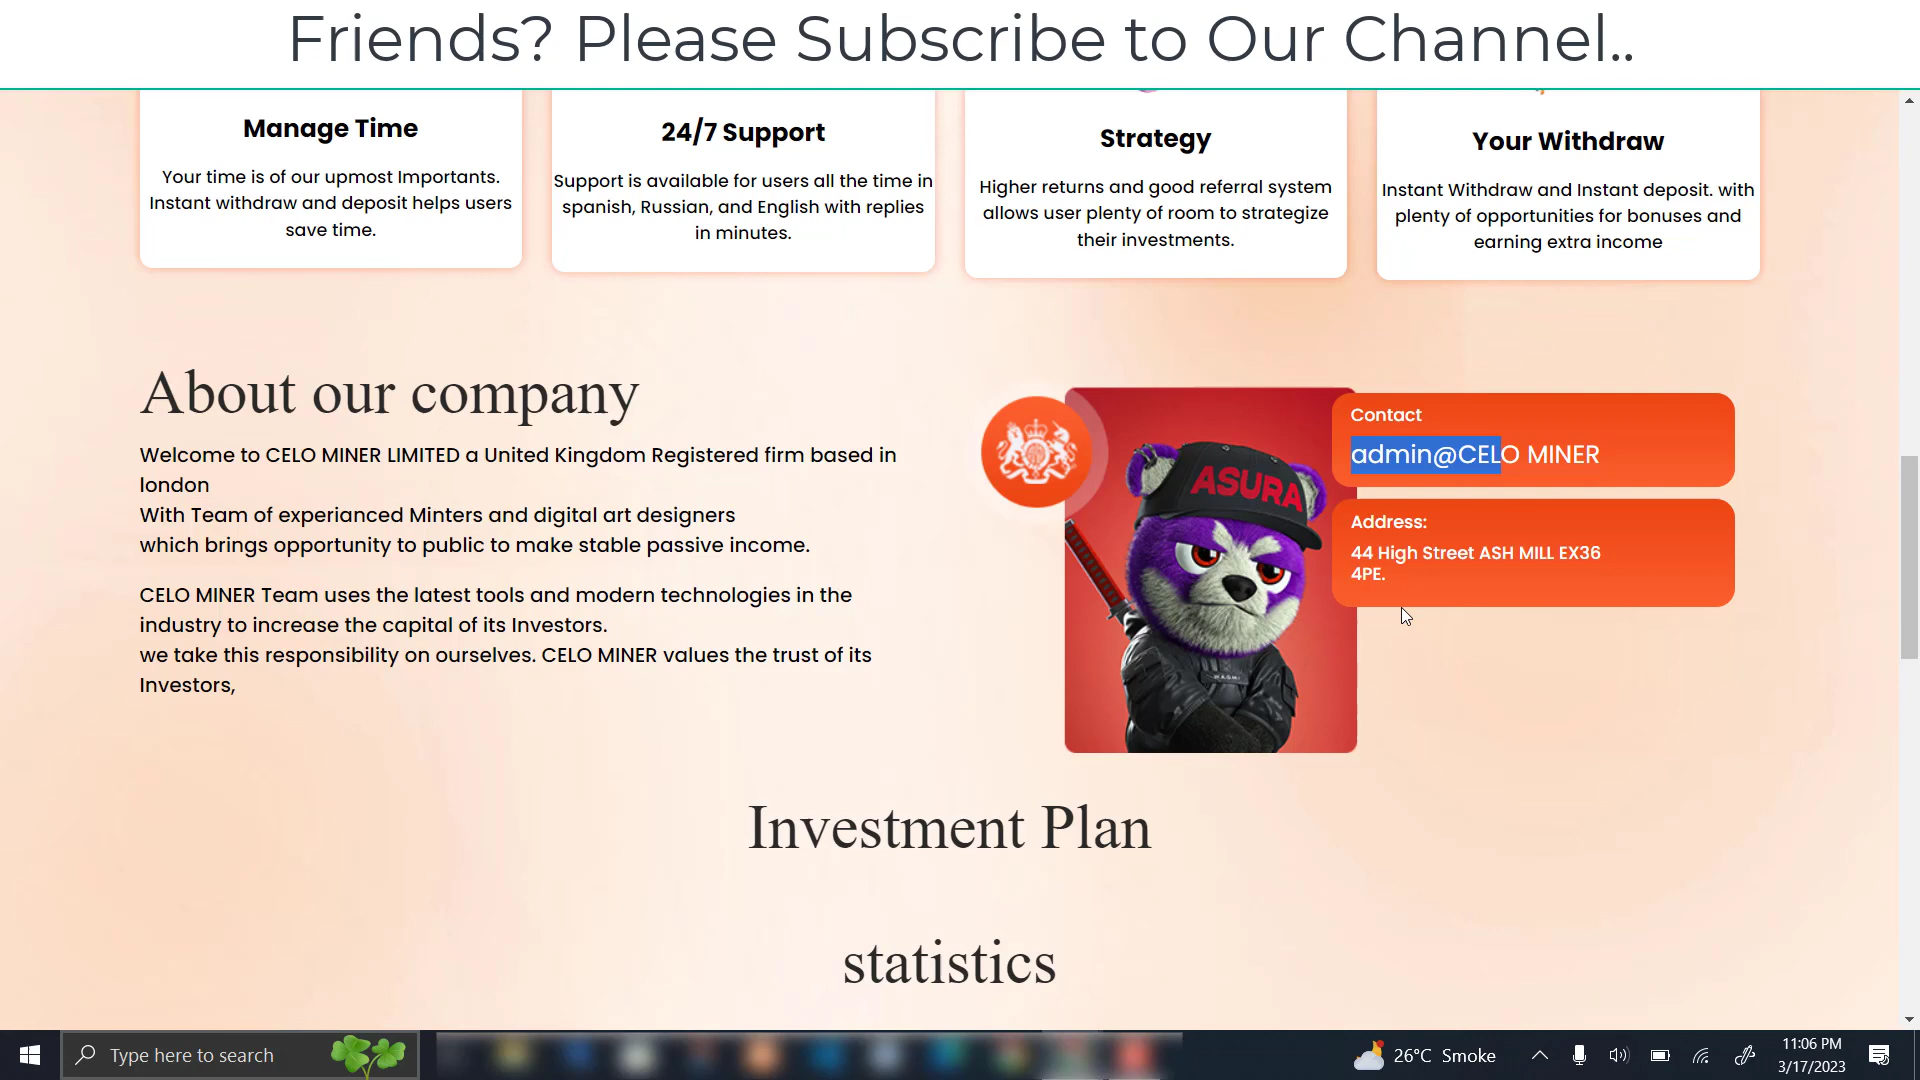 Friends? Please Subscribe to Our Channel..
Manage Time
Your time is of our upmost Importants.
Instant withdraw and deposit helps users
save time.
24/7 Support
Support is available for users all the time in
spanish, Russian, and English with replies
in minutes.
Strategy
Higher returns and good referral system
allows user plenty of room to strategize
their investments.
Your Withdraw
Instant Withdraw and Instant deposit. with
plenty of opportunities for bonuses and
earning extra income
About our company
Welcome to CELO MINER LIMITED a United Kingdom Registered firm based in
london
With Team of experianced Minters and digital art designers
which brings opportunity to public to make stable passive income.
CELO MINER Team uses the latest tools and modern technologies in the
industry to increase the capital of its Investors.
we take this responsibility on ourselves. CELO MINER values the trust of its
Investors,
ASURA
WAGMI
Contact
admin@CELO MINER
Address:
44 High Street ASH MILL EX36
4PE.
Investment Plan
statistics
Type here to search
26°C Smoke
11:06 PM
3/17/2023